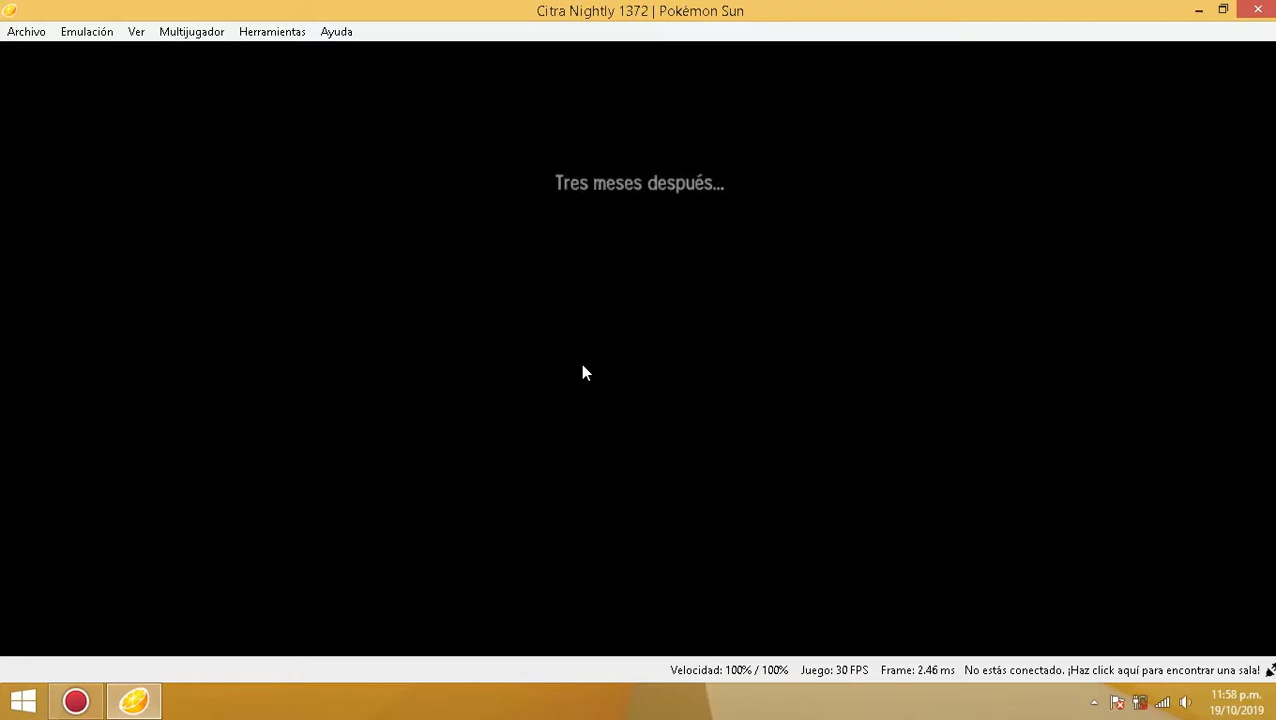 Citra Nightly 1372 | Pokémon Sun
Archivo Emulación Ver Multijugador Herramientas Ayuda
Tres meses después...
Velocidad: 100% / 100% Juego: 30 FPS Frame: 2.46 ms No estás conectado. ¡Haz click aquí para encontrar una sala!
11:58 p.m.
19/10/2019